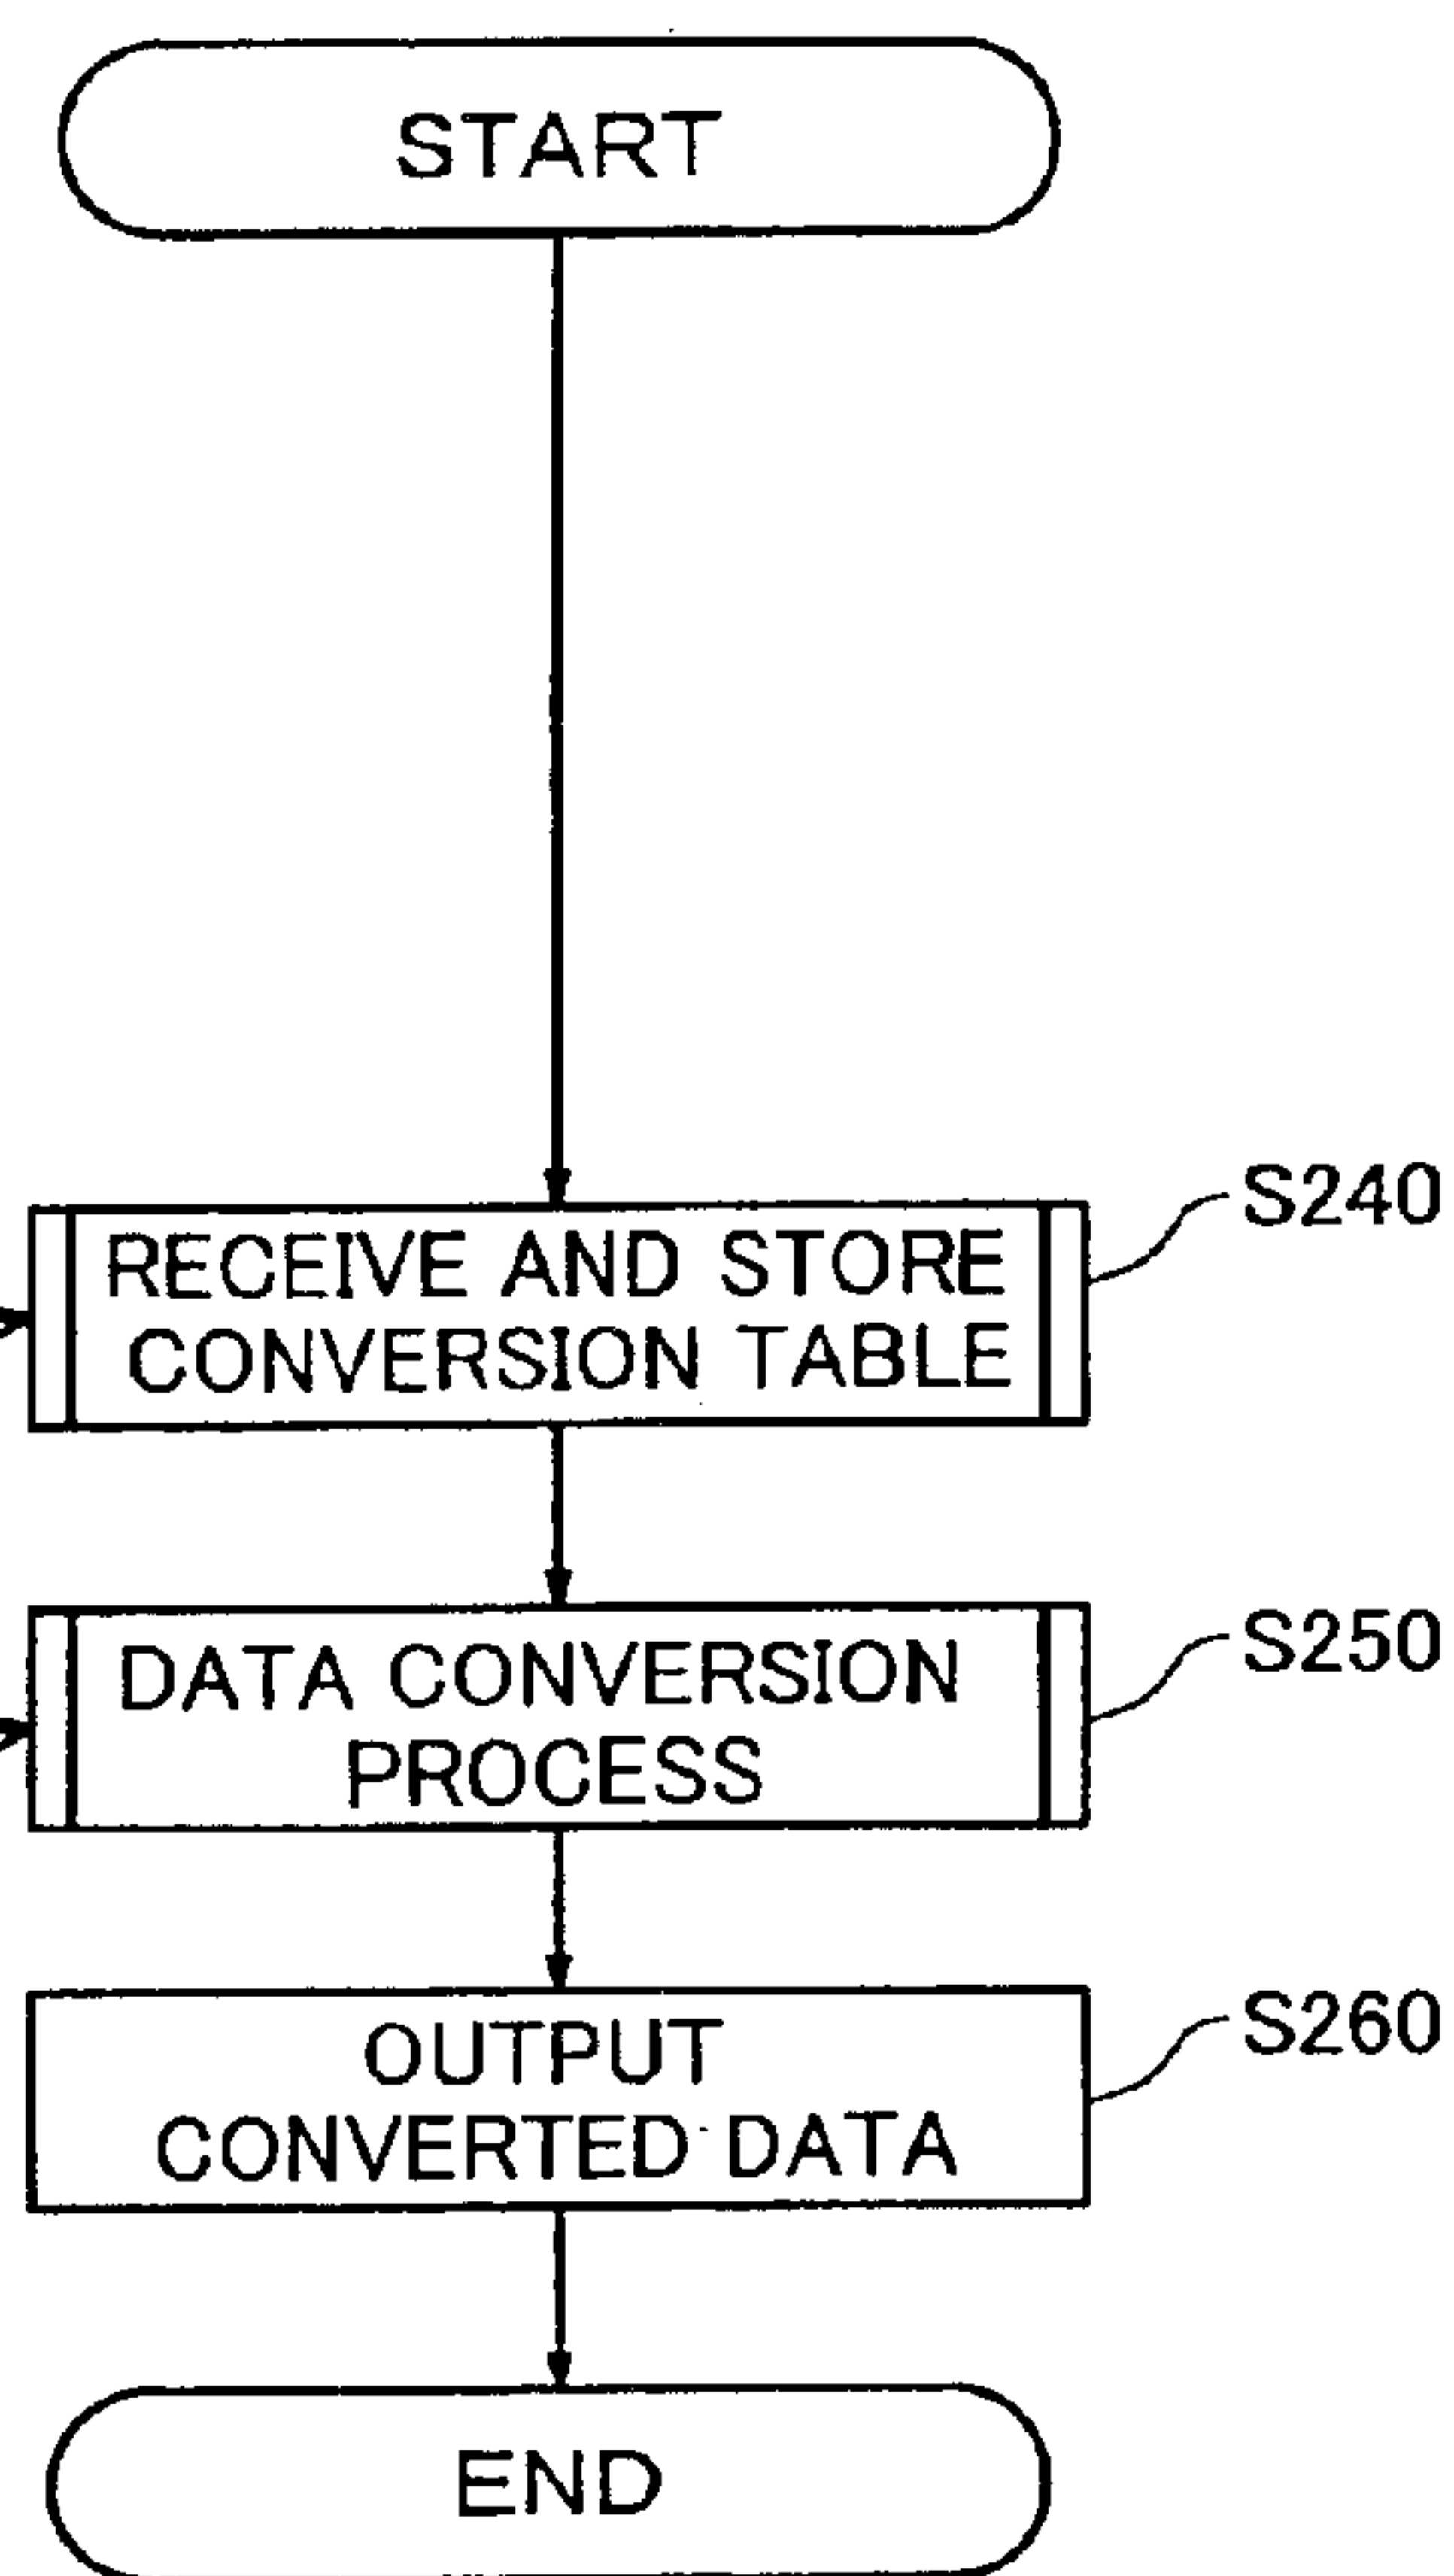 START
RECEIVE AND STORE
CONVERSION TABLE
S240
DATA CONVERSION
PROCESS
S250
OUTPUT
CONVERTED DATA
S260
END